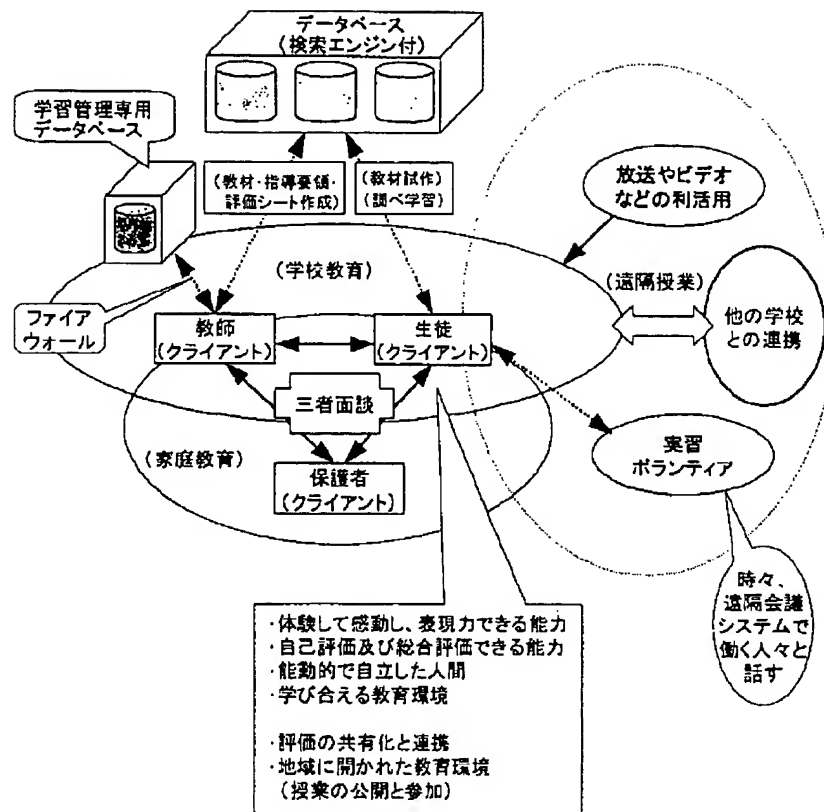 データベース
(検索エンジン付)
学習管理専用
データベース
(教材・指導要領・
評価シート作成)
(教材試作)
(調べ学習)
放送やビデオ
などの利活用
(学校教育)
(遠隔授業)
ファイア
ウォール
教師
(クライアント)
生徒
(クライアント)
他の学校
との連携
三者面談
(家庭教育)
保護者
(クライアント)
実習
ボランティア
時々、
遠隔会議
システムで
働く人々と
話す
・体験して感動し、表現力できる能力
・自己評価及び総合評価できる能力
・能動的で自立した人間
・学び合える教育環境
・評価の共有化と連携
・地域に開かれた教育環境
(授業の公開と参加)